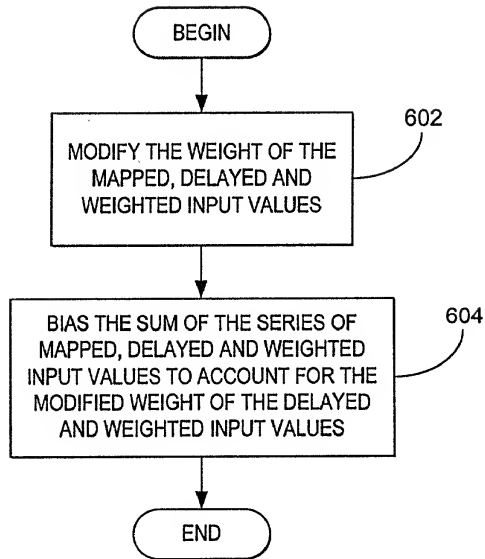 BEGIN
602
MODIFY THE WEIGHT OF THE
MAPPED, DELAYED AND
WEIGHTED INPUT VALUES
604
BIAS THE SUM OF THE SERIES OF
MAPPED, DELAYED AND WEIGHTED
INPUT VALUES TO ACCOUNT FOR THE
MODIFIED WEIGHT OF THE DELAYED
AND WEIGHTED INPUT VALUES
END